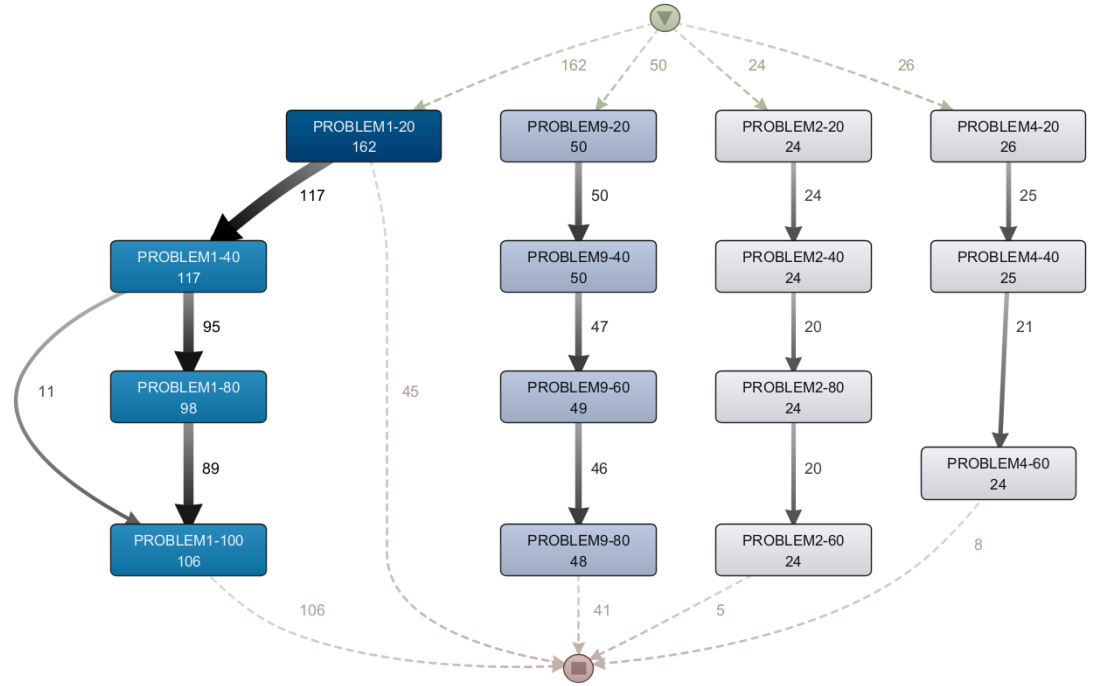 162
50
24
26
PROBLEM1-20
162
PROBLEM9-20
50
PROBLEM2-20
24
PROBLEM4-20
26
117
50
24
25
PROBLEM1-40
117
PROBLEM9-40
50
PROBLEM2-40
24
PROBLEM4-40
25
95
47
20
21
11
45
PROBLEM1-80
98
PROBLEM9-60
49
PROBLEM2-80
24
89
46
20
PROBLEM4-60
24
PROBLEM1-100
106
PROBLEM9-80
48
PROBLEM2-60
24
8
106
41
5